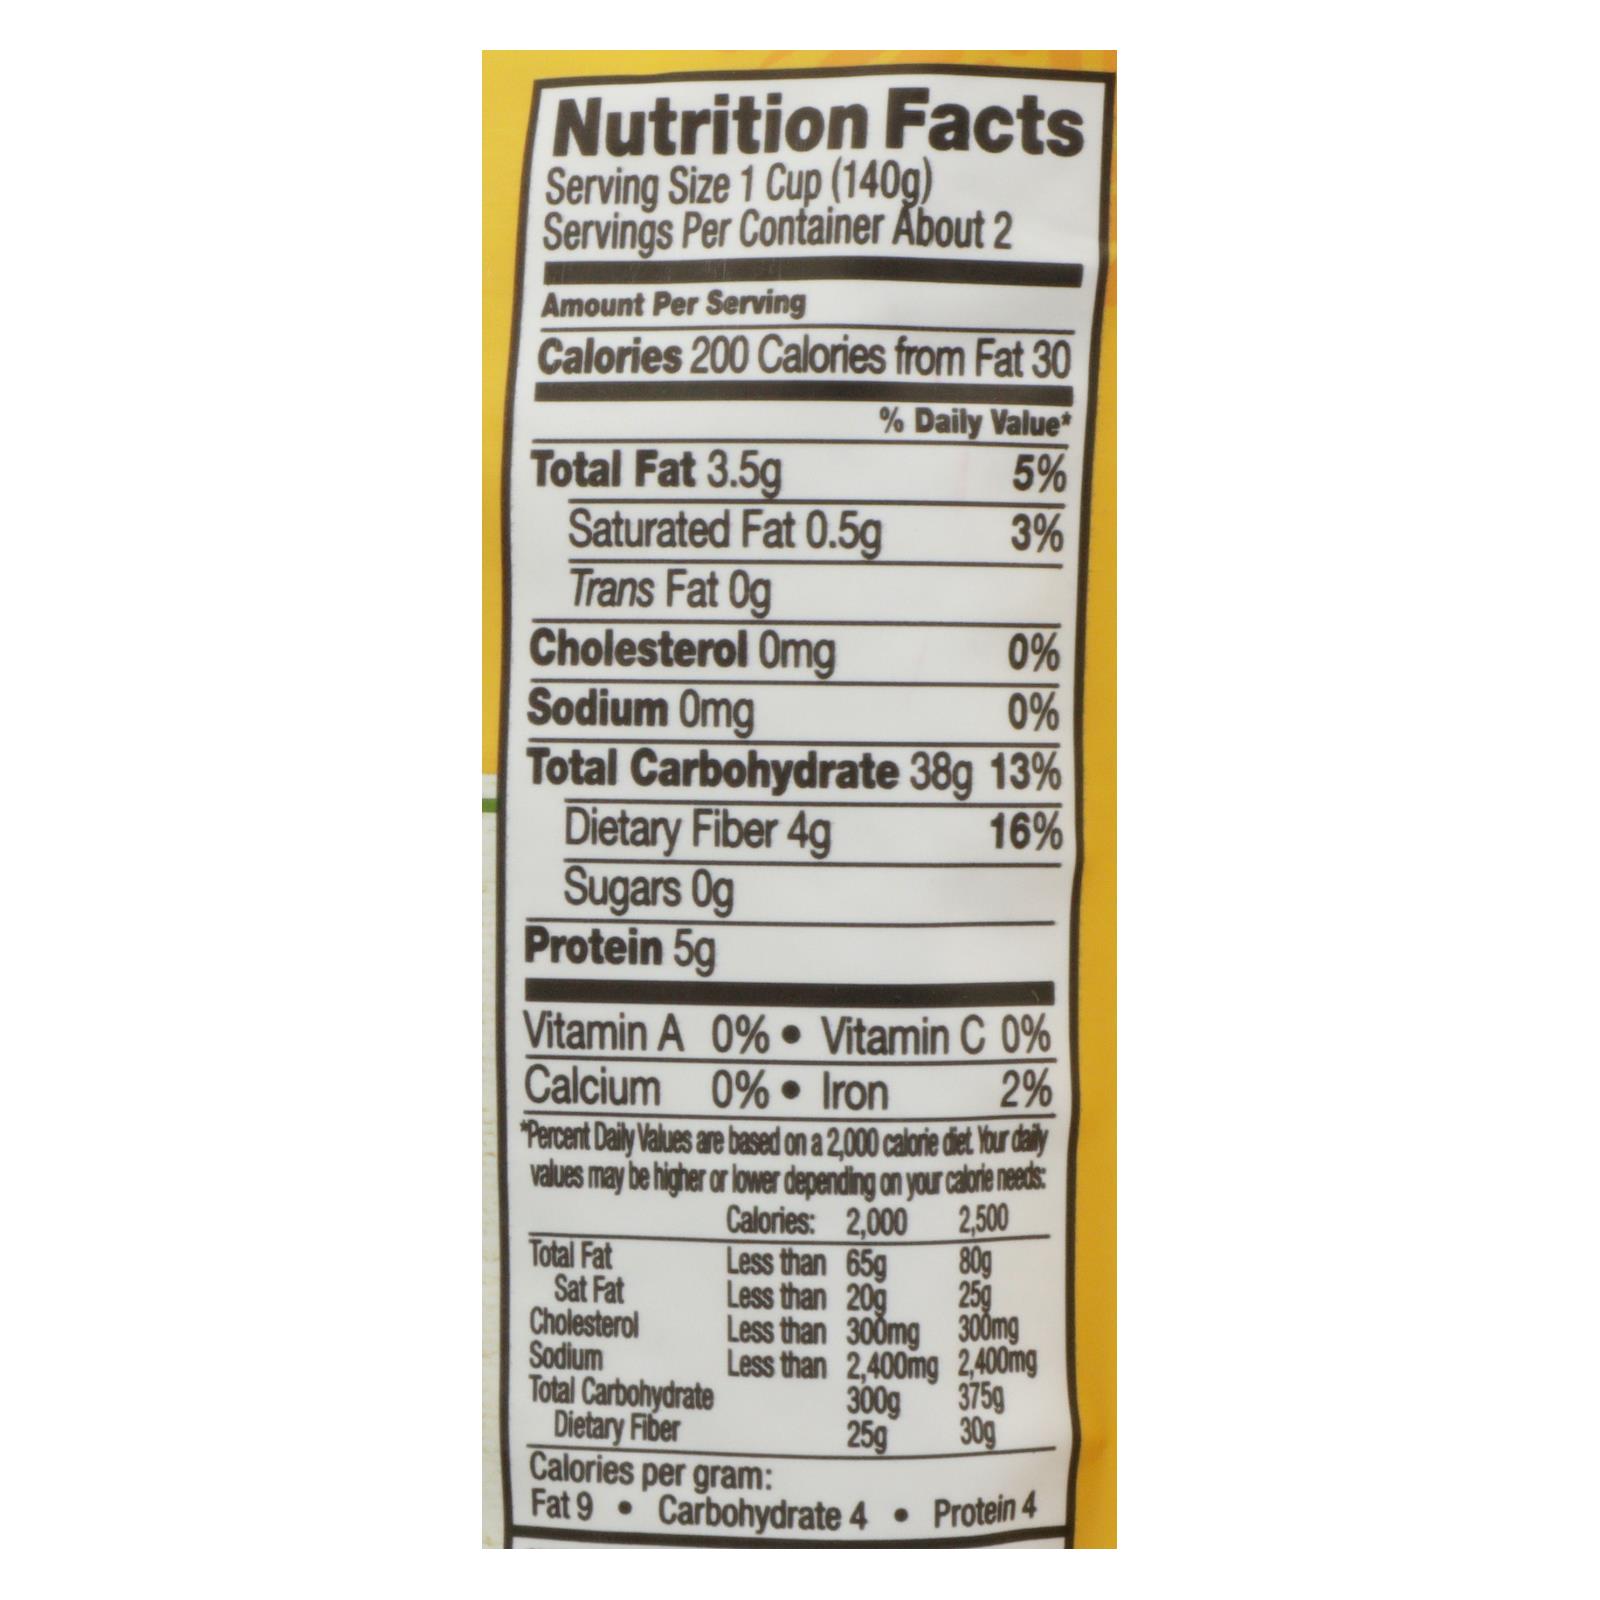 Nutrition Facts
Serving Size 1 Cup (140g)
Servings Per Container About 2
Amount Per Serving
Calories 200 Calories from Fat 30
% Daily Value*
Total Fat 3.5g 5%
Saturated Fat 0.5g 3%
Trans Fat 0g
Cholesterol 0mg 0%
Sodium 0mg 0%
Total Carbohydrate 38g 13%
Dietary Fiber 4g 16%
Sugars 0g
Protein 5g
Vitamin A 0% • Vitamin C 0%
Calcium 0% • Iron 2%
*Percent Daily Values are based on a 2,000 calorie diet. Your daily
values may be higher or lower depending on your calorie needs:
Calories: 2,000 2,500
Total Fat Less than 65g 80g
Sat Fat Less than 20g 25g
Cholesterol Less than 300mg 300mg
Sodium Less than 2,400mg 2,400mg
Total Carbohydrate 300g 375g
Dietary Fiber 25g 30g
Calories per gram:
Fat 9 • Carbohydrate 4 • Protein 4